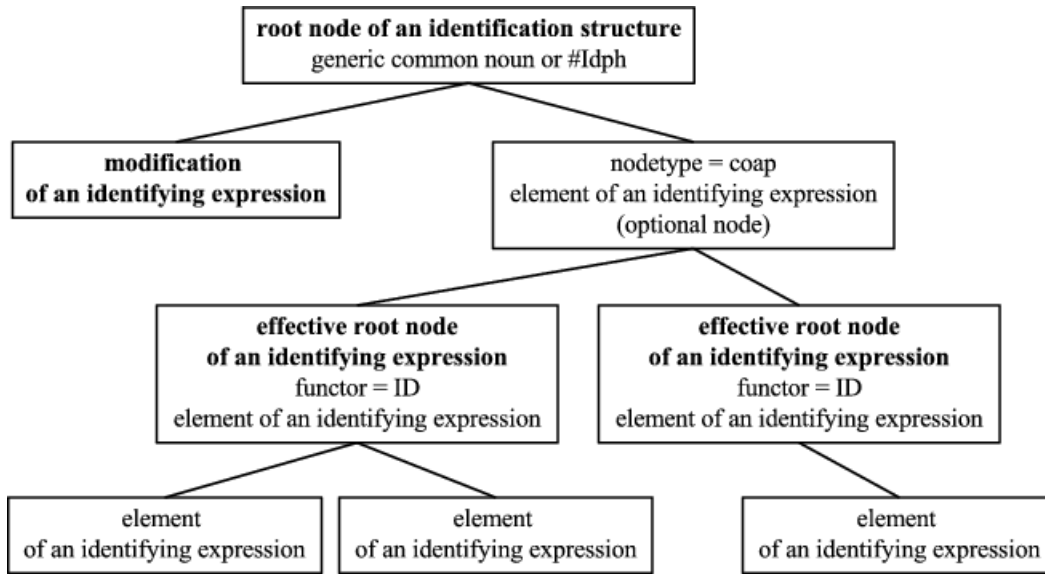 root node of an identification structure
generic common noun or #Idph
modification
of an identifying expression
nodetype = coap
element of an identifying expression
(optional node)
effective root node
of an identifying expression
functor = ID
element of an identifying expression
effective root node
of an identifying expression
functor = ID
element of an identifying expression
element
of an identifying expression
element
of an identifying expression
element
of an identifying expression